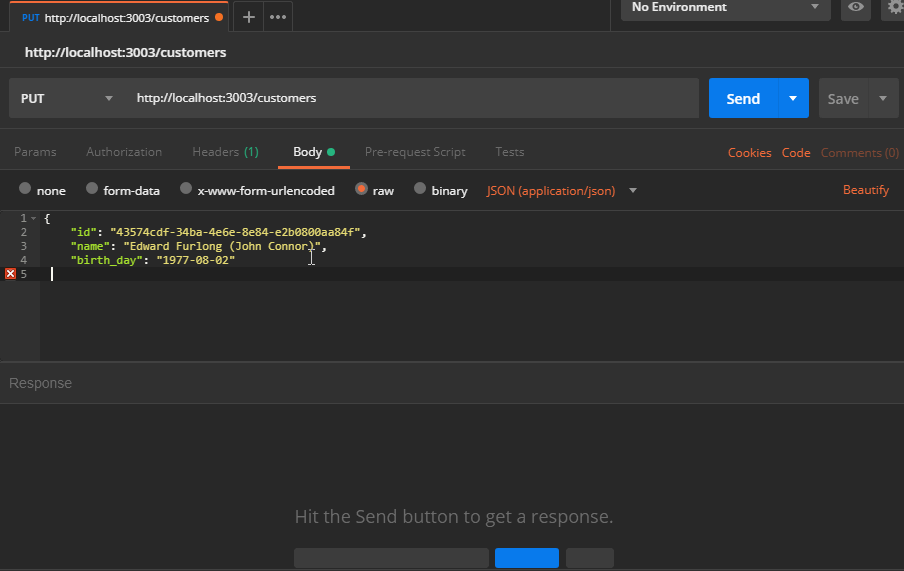 PUT http://localhost:3003/customers
No Environment
http://localhost:3003/customers
PUT http://localhost:3003/customers Send Save
Params Authorization Headers (1) Body Pre-request Script Tests Cookies Code Comments (0)
none form-data x-www-form-urlencoded raw binary JSON (application/json) Beautify
1 {
2 "id": "43574cdf-34ba-4e6e-8e84-e2b0800aa84f",
3 "name": "Edward Furlong (John Connor)",
4 "birth_day": "1977-08-02"
5
Response
Hit the Send button to get a response.